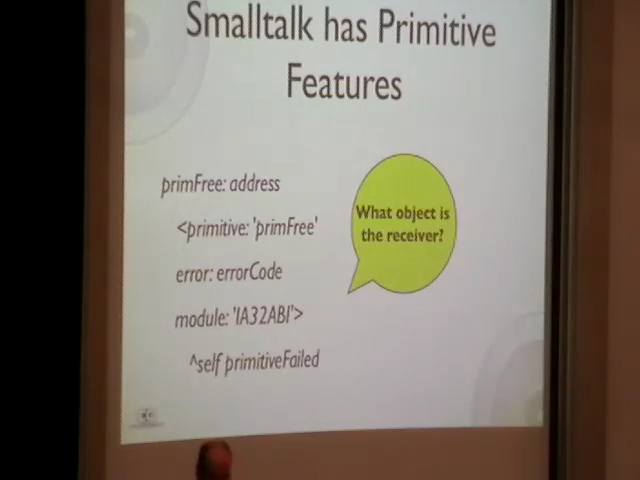 Smalltalk has Primitive
Features
primFree: address
<primitive: 'primFree'
error: errorCode
module: 'IA32ABI'>
^self primitiveFailed
What object is
the receiver?